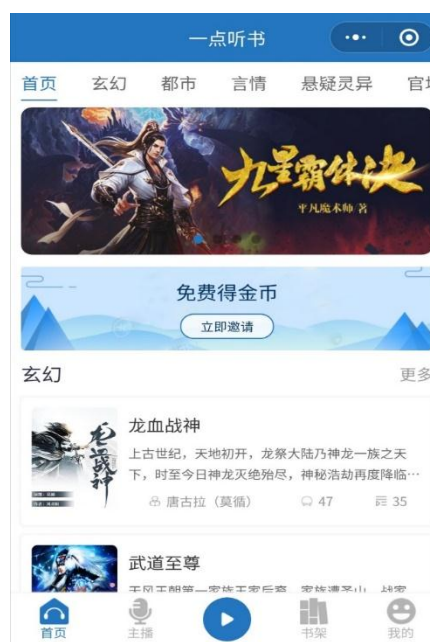 一点听书
首页 玄幻 都市 言情 悬疑灵异
九星霸体诀
平凡魔术师 著
免费得金币
立即邀请
玄幻 更多
龙血战神
龙血战神
上古世纪，天地初开，龙祭大陆乃神龙一族之天
下，时至今日神龙灭绝殆尽，神秘浩劫再度降临…
唐古拉（莫循） 47 35
武道至尊
首页 主播 书架 我的